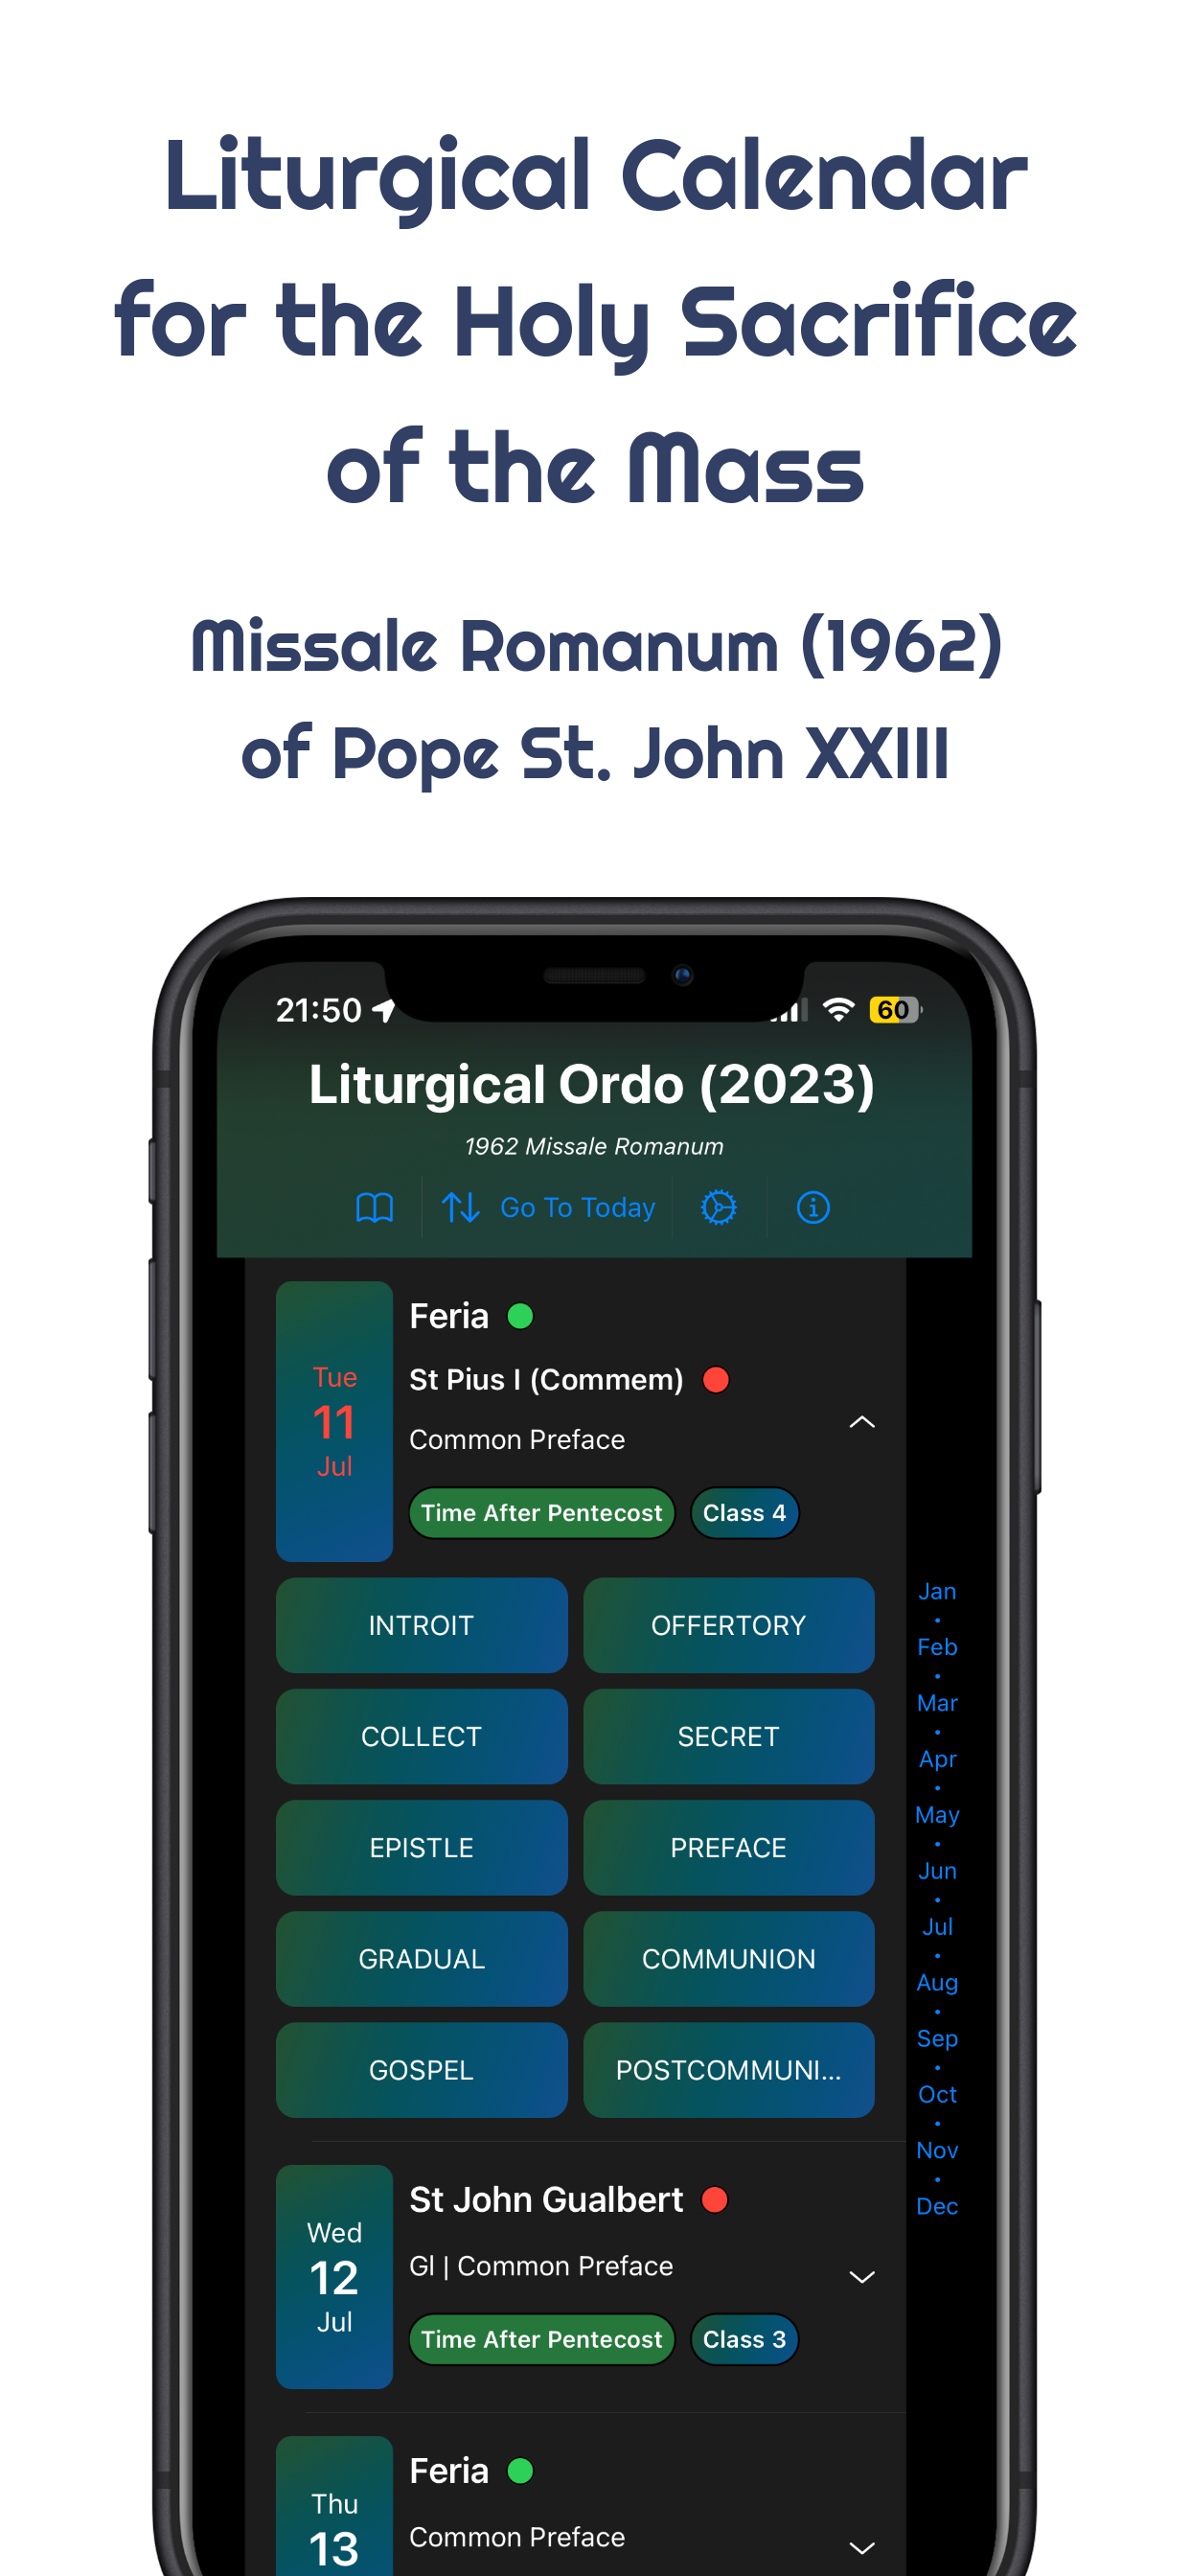 Liturgical Calendar
for the Holy Sacrifice
of the Mass
Missale Romanum (1962)
of Pope St. John XXIII
21:50
60
Liturgical Ordo (2023)
1962 Missale Romanum
Go To Today
Tue
11
Jul
Feria
St Pius I (Commem)
Common Preface
Time After Pentecost
Class 4
INTROIT
OFFERTORY
COLLECT
SECRET
EPISTLE
PREFACE
GRADUAL
COMMUNION
GOSPEL
POSTCOMMUNI...
Wed
12
Jul
St John Gualbert
Gl | Common Preface
Time After Pentecost
Class 3
Thu
13
Feria
Common Preface
Jan
Feb
Mar
Apr
May
Jun
Jul
Aug
Sep
Oct
Nov
Dec